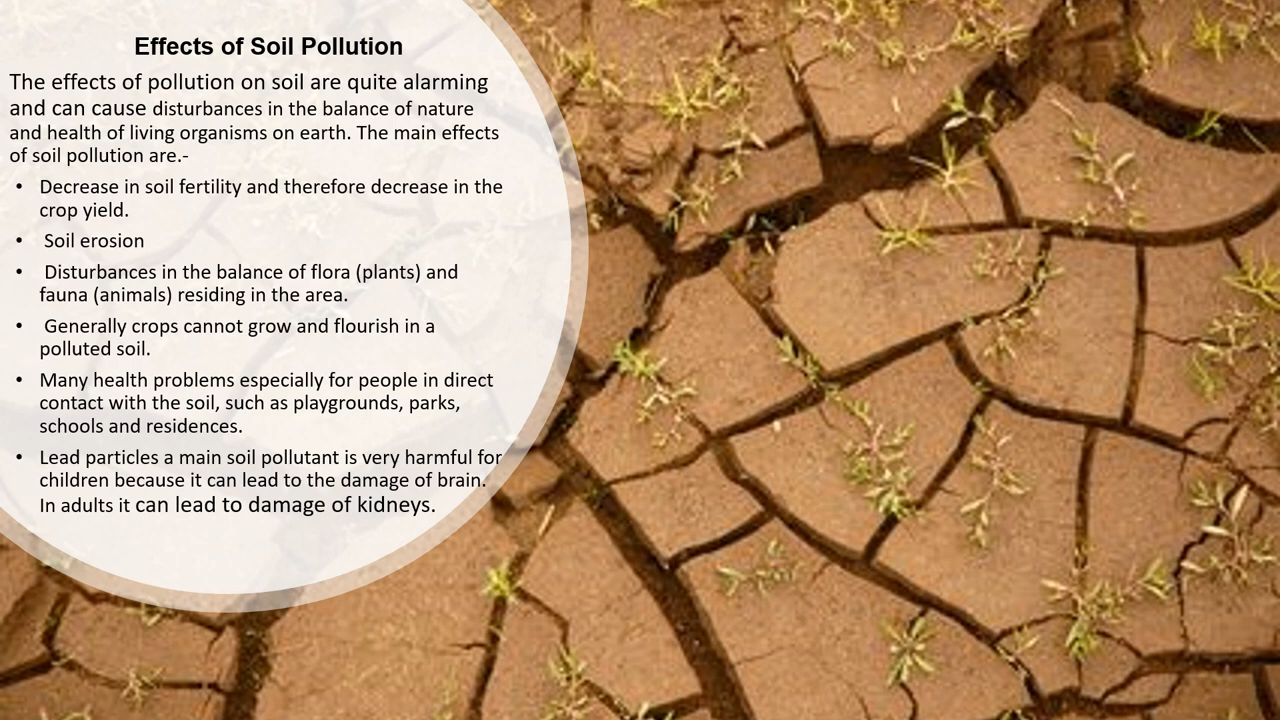 Effects of Soil Pollution
The effects of pollution on soil are quite alarming
and can cause disturbances in the balance of nature
and health of living organisms on earth. The main effects
of soil pollution are.-
• Decrease in soil fertility and therefore decrease in the
crop yield.
• Soil erosion
• Disturbances in the balance of flora (plants) and
fauna (animals) residing in the area.
• Generally crops cannot grow and flourish in a
polluted soil.
• Many health problems especially for people in direct
contact with the soil, such as playgrounds, parks,
schools and residences.
• Lead particles a main soil pollutant is very harmful for
children because it can lead to the damage of brain.
In adults it can lead to damage of kidneys.